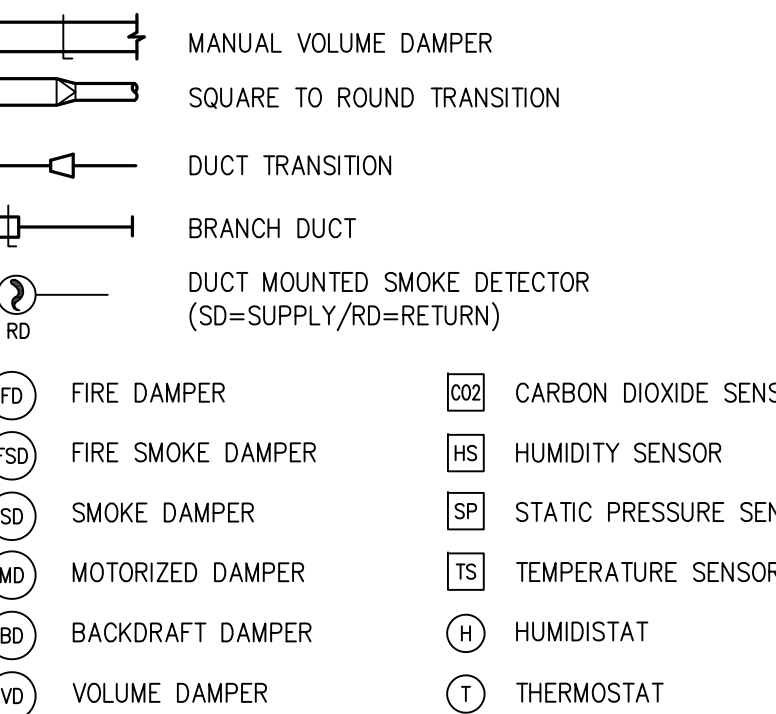 MANUAL VOLUME DAMPER
SQUARE TO ROUND TRANSITION
DUCT TRANSITION
BRANCH DUCT
DUCT MOUNTED SMOKE DETECTOR
(SD=SUPPLY/RD=RETURN)
RD
FD FIRE DAMPER
FSD FIRE SMOKE DAMPER
SD SMOKE DAMPER
MD MOTORIZED DAMPER
BD BACKDRAFT DAMPER
VD VOLUME DAMPER
CO2 CARBON DIOXIDE SENS
HS HUMIDITY SENSOR
SP STATIC PRESSURE SEN
TS TEMPERATURE SENSOR
H HUMIDISTAT
T THERMOSTAT